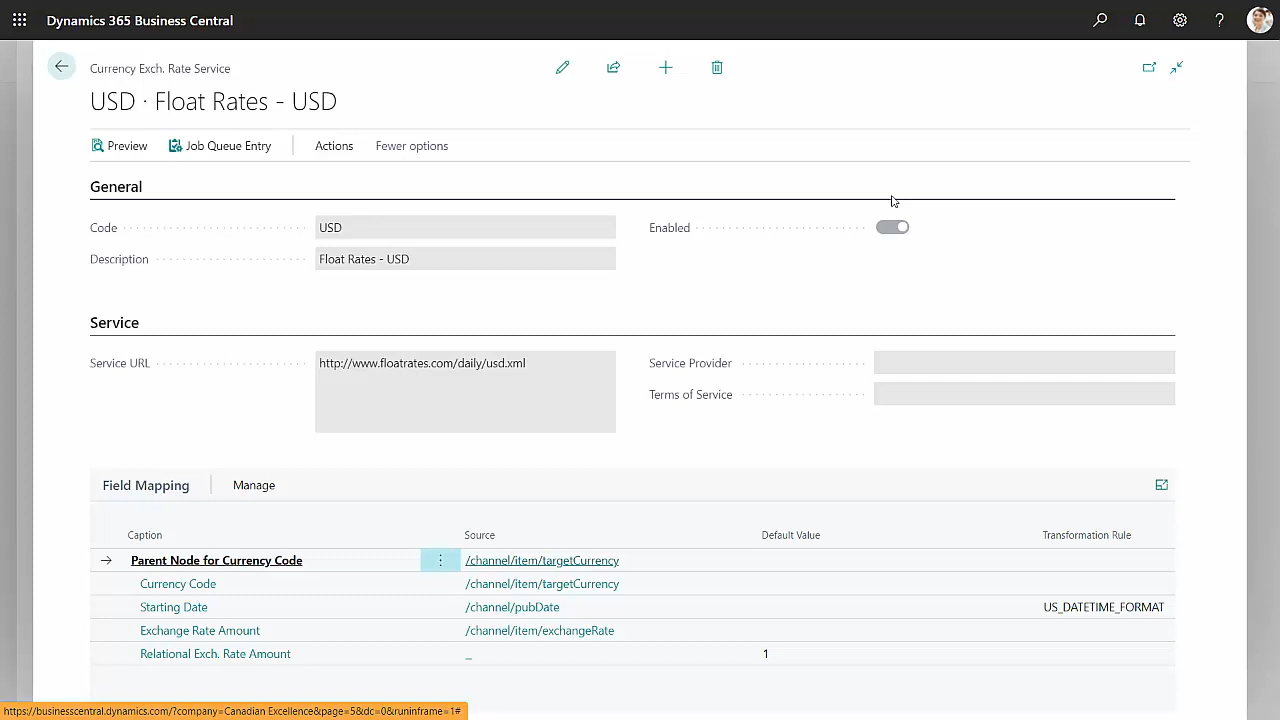 Dynamics 365 Business Central
Currency Exch. Rate Service
USD · Float Rates - USD
Preview Job Queue Entry Actions Fewer options
General
Code USD Enabled
Description Float Rates - USD
Service
Service URL http://www.floatrates.com/daily/usd.xml Service Provider
Terms of Service
Field Mapping Manage
Caption Source Default Value Transformation Rule
Parent Node for Currency Code /channel/item/targetCurrency
Currency Code /channel/item/targetCurrency
Starting Date /channel/pubDate US_DATETIME_FORMAT
Exchange Rate Amount /channel/item/exchangeRate
Relational Exch. Rate Amount _ 1
https://businesscentral.dynamics.com/?company=Canadian Excellence&page=5&dc=0&runinframe=1#